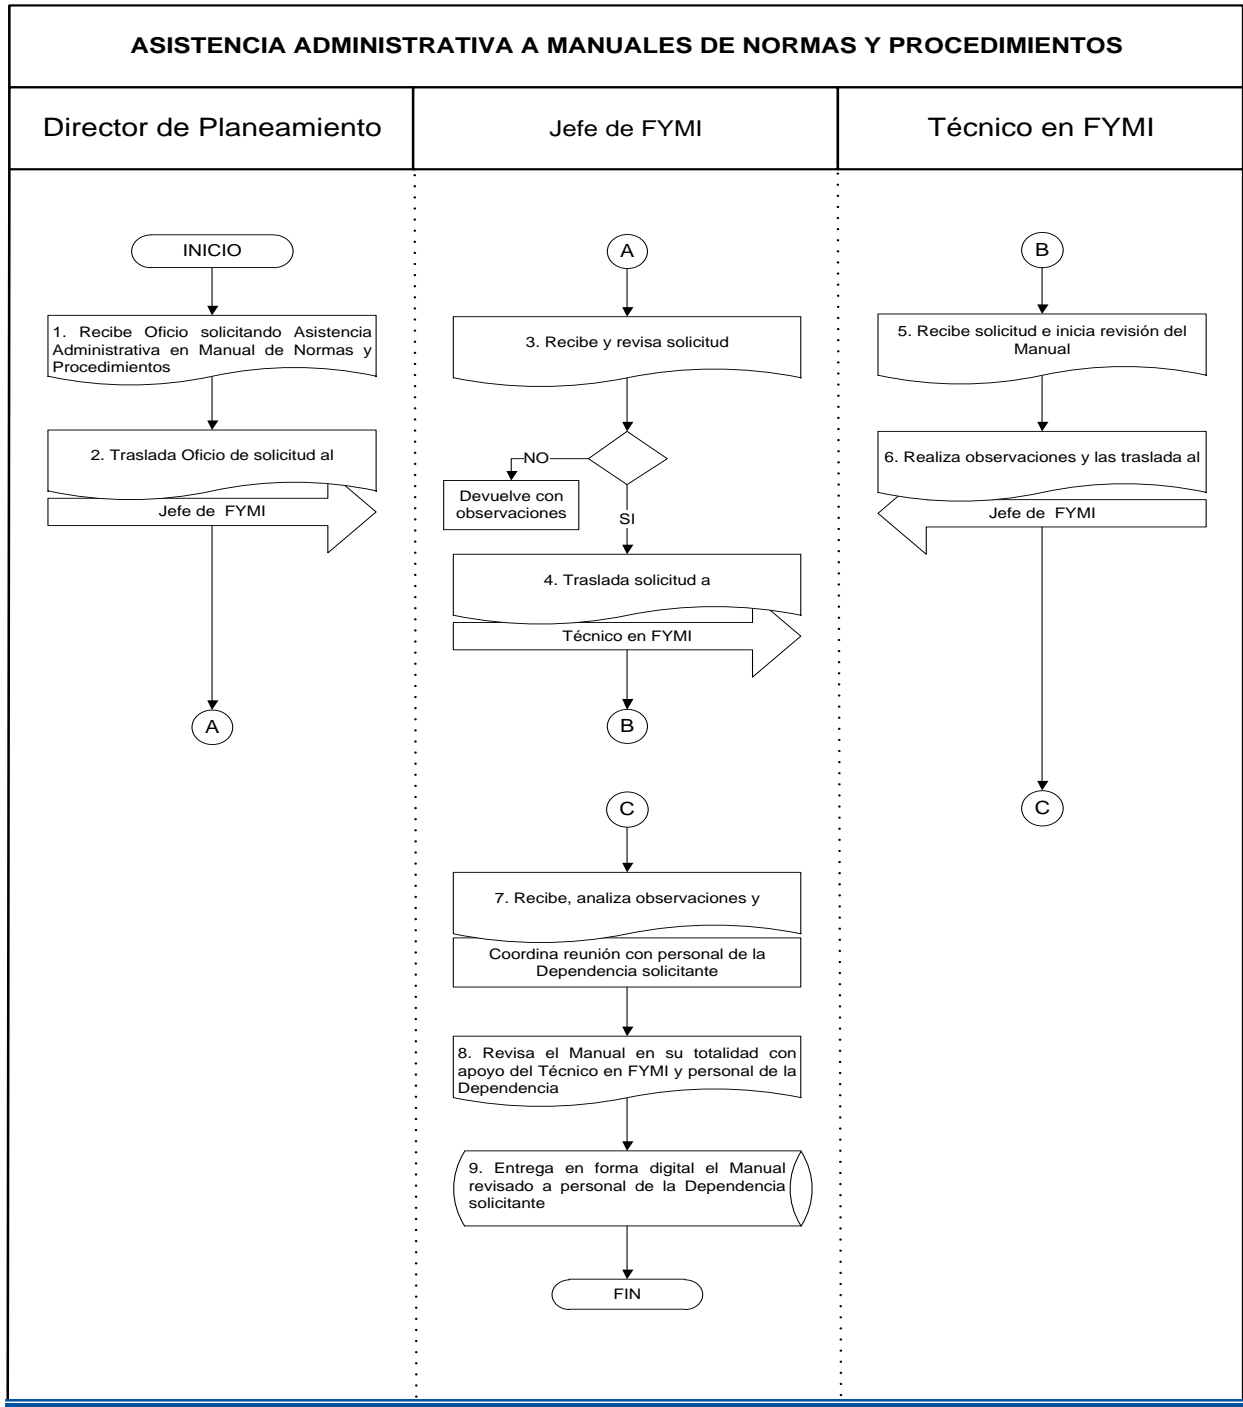 ASISTENCIA ADMINISTRATIVA A MANUALES DE NORMAS Y PROCEDIMIENTOS
Director de Planeamiento
Jefe de FYMI
Técnico en FYMI
INICIO
1. Recibe Oficio solicitando Asistencia
Administrativa en Manual de Normas y
Procedimientos
2. Traslada Oficio de solicitud al
Jefe de FYMI
A
A
3. Recibe y revisa solicitud
NO
Devuelve con
observaciones
SI
4. Traslada solicitud a
Técnico en FYMI
B
B
5. Recibe solicitud e inicia revisión del
Manual
6. Realiza observaciones y las traslada al
Jefe de FYMI
C
C
7. Recibe, analiza observaciones y
Coordina reunión con personal de la
Dependencia solicitante
8. Revisa el Manual en su totalidad con
apoyo del Técnico en FYMI y personal de la
Dependencia
9. Entrega en forma digital el Manual
revisado a personal de la Dependencia
solicitante
FIN